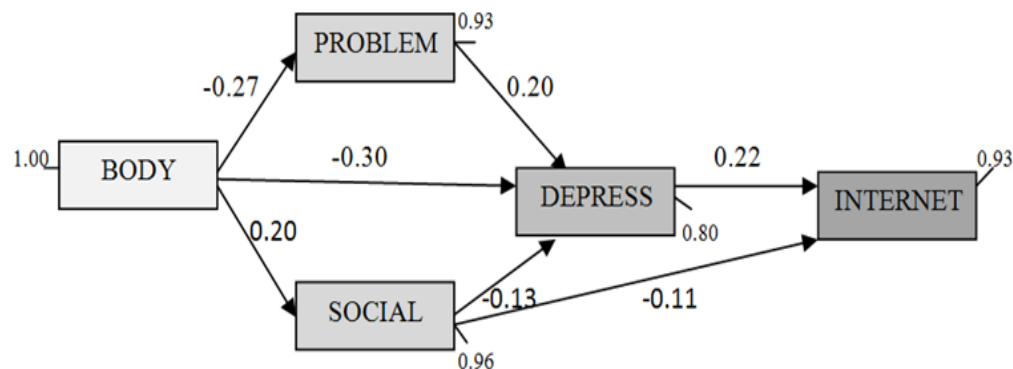 PROBLEM
0.93
-0.27
0.20
1.00
BODY
-0.30
DEPRESS
0.22
INTERNET
0.93
0.20
0.80
SOCIAL
-0.13
-0.11
0.96